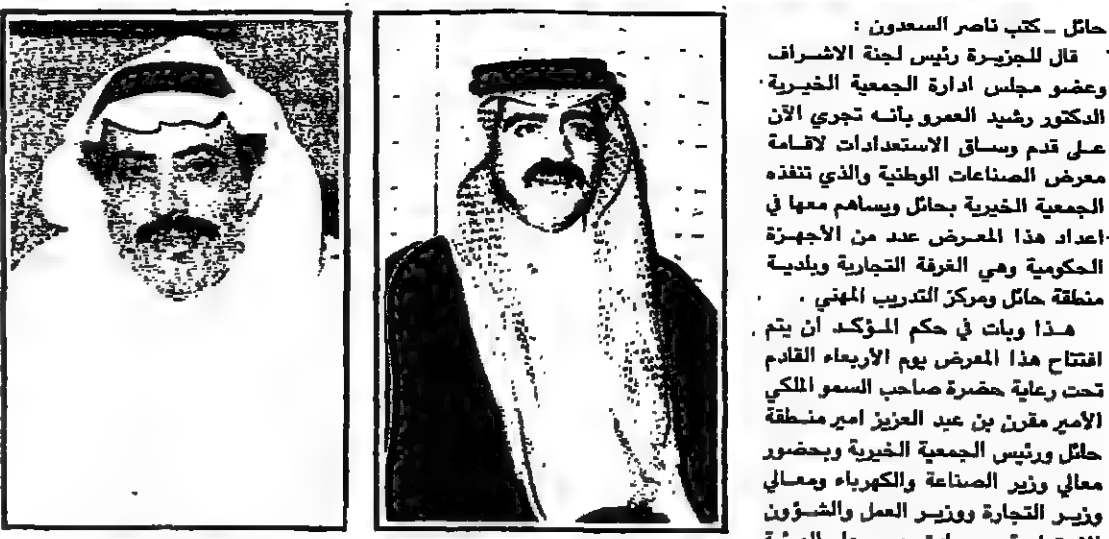 حائل ـ كتب ناصر السعدون :
قال للجزيرة رئيس لجنة الاشراف
وعضو مجلس ادارة الجمعية الخيرية
الدكتور رشيد العمرو بأنه تجري الآن
على قدم وساق الاستعدادات لاقامة
معرض الصناعات الوطنية والذي تنفذه
الجمعية الخيرية بحائل ويساهم معها في
اعداد هذا المعرض عدد من الأجهزة
الحكومية وهي الغرفة التجارية وبلدية
منطقة حائل ومركز التدريب المهني .
هذا وبات في حكم المؤكد أن يتم
افتتاح هذا المعرض يوم الأربعاء القادم
تحت رعاية حضرة صاحب السمو الملكي
الأمير مقرن بن عبد العزيز امير منطقة
حائل ورئيس الجمعية الخيرية وبحضور
معالي وزير الصناعة والكهرباء ومعالي
وزير التجارة ووزير العمل والشؤون